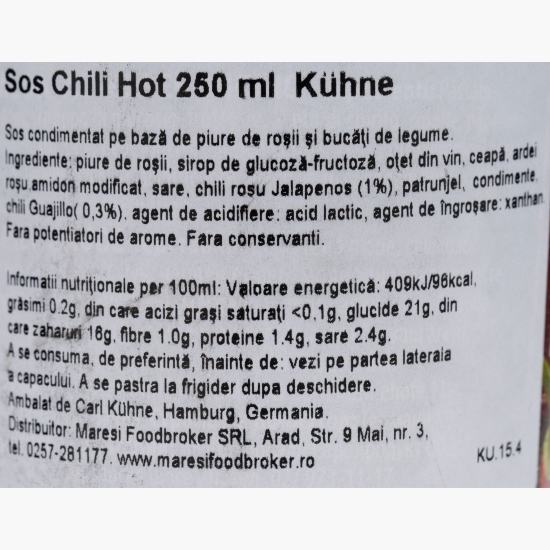 Sos Chili Hot 250 ml Kühne
Sos condimentat pe bază de piure de roșii și bucăți de legume.
Ingrediente: piure de roșii, sirop de glucoză-fructoză, oțet din vin, ceapă, ardei
roșu, amidon modificat, sare, chili rosu Jalapenos (1%), patrunjel, condimente,
chili Guajillo( 0,3%), agent de acidifiere: acid lactic, agent de îngroșare: xanthan.
Fara potentiatori de arome. Fara conservanti.
Informatii nutriționale per 100ml: Valoare energetică: 409kJ/96kcal,
grăsimi 0.2g, din care acizi grași saturați <0,1g, glucide 21g, din
care zaharuri 16g, fibre 1.0g, proteine 1.4g, sare 2.4g.
A se consuma, de preferintă, înainte de: vezi pe partea laterala
a capacului. A se pastra la frigider dupa deschidere.
Ambalat de Carl Kühne, Hamburg, Germania.
Distribuitor: Maresi Foodbroker SRL, Arad, Str. 9 Mai, nr. 3,
tel. 0257-281177. www.maresifoodbroker.ro
KU.15.4